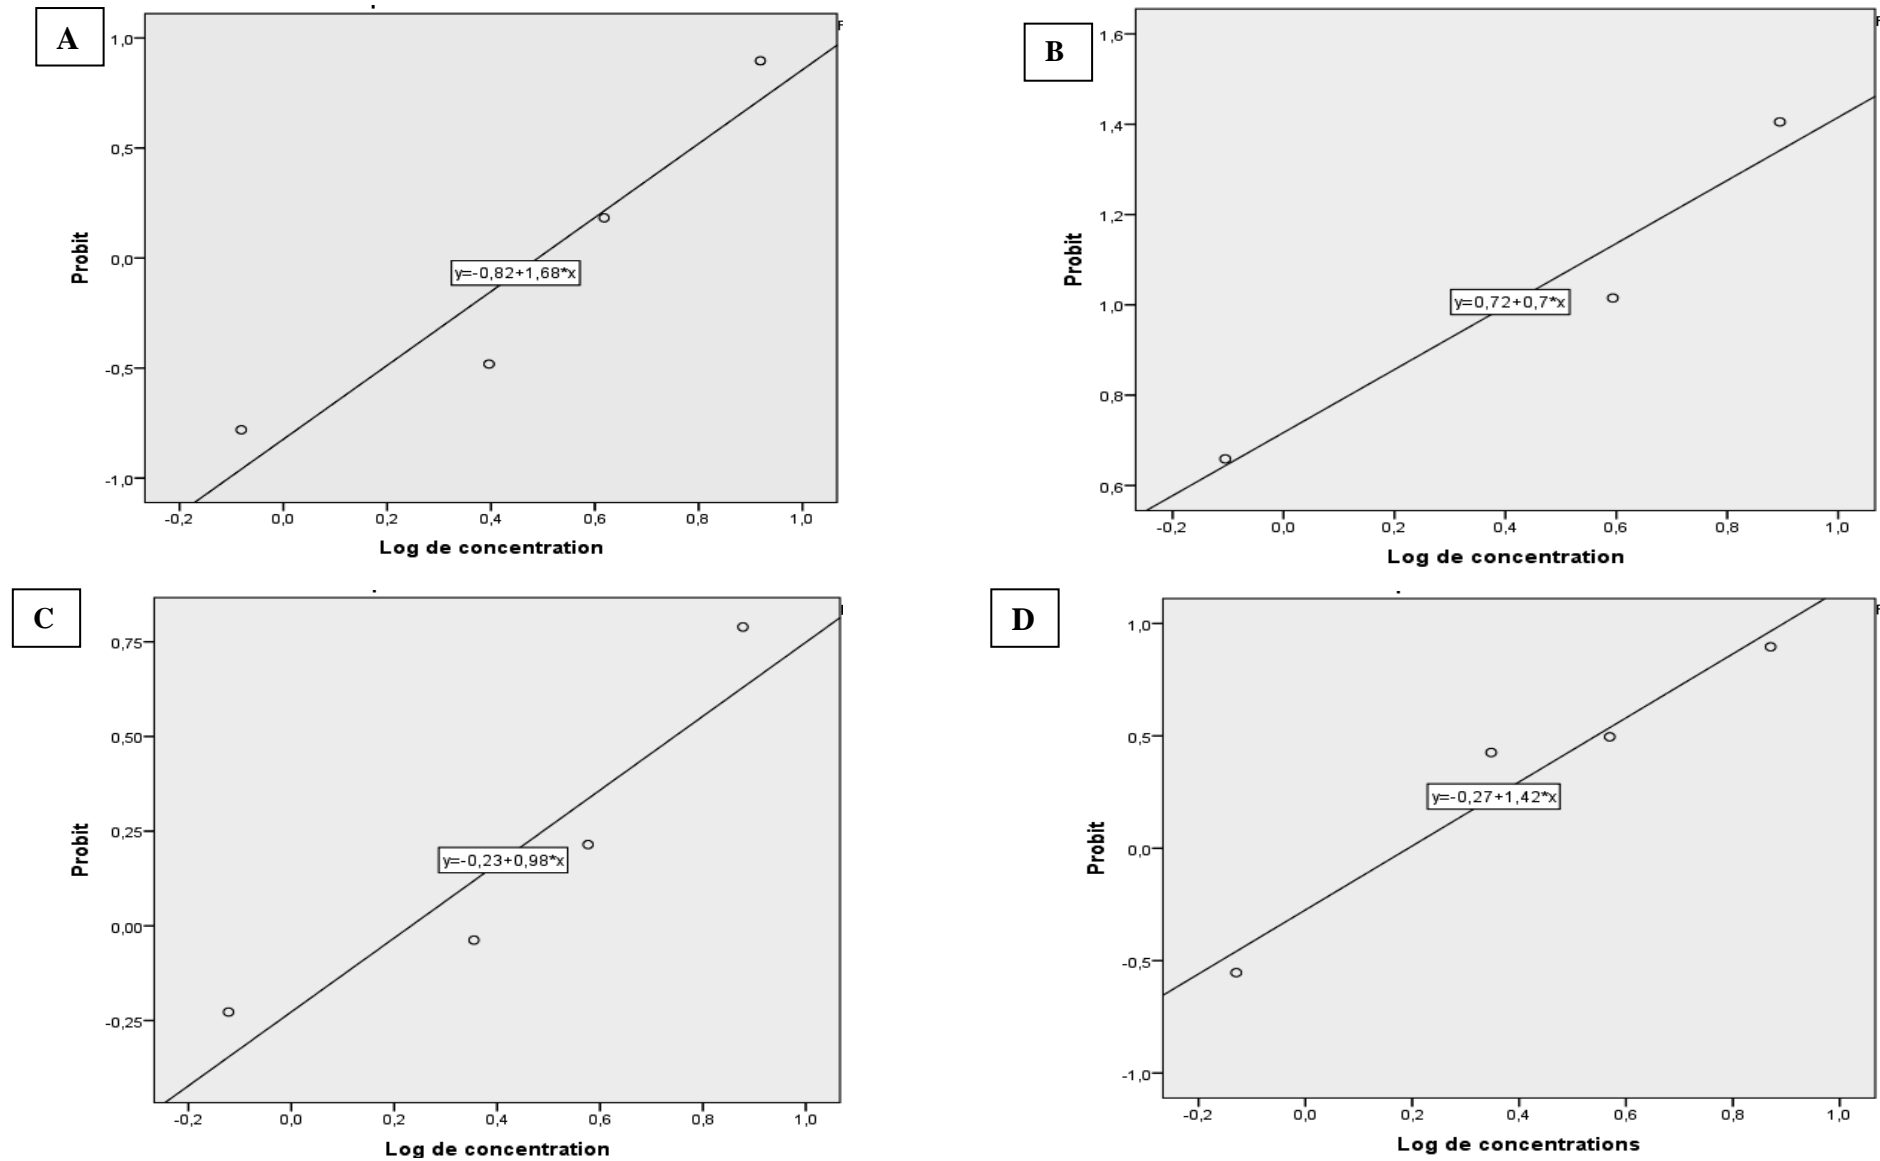 A
1,0
0,5
0,0
-0,5
-1,0
Probit
y=-0,82+1,68*x
-0,2 0,0 0,2 0,4 0,6 0,8 1,0
Log de concentration
B
1,6
1,4
1,2
1,0
0,8
0,6
Probit
y=0,72+0,7*x
-0,2 0,0 0,2 0,4 0,6 0,8 1,0
Log de concentration
C
0,75
0,50
0,25
0,00
-0,25
Probit
y=-0,23+0,98*x
-0,2 0,0 0,2 0,4 0,6 0,8 1,0
Log de concentration
D
1,0
0,5
0,0
-0,5
-1,0
Probit
y=-0,27+1,42*x
-0,2 0,0 0,2 0,4 0,6 0,8 1,0
Log de concentrations